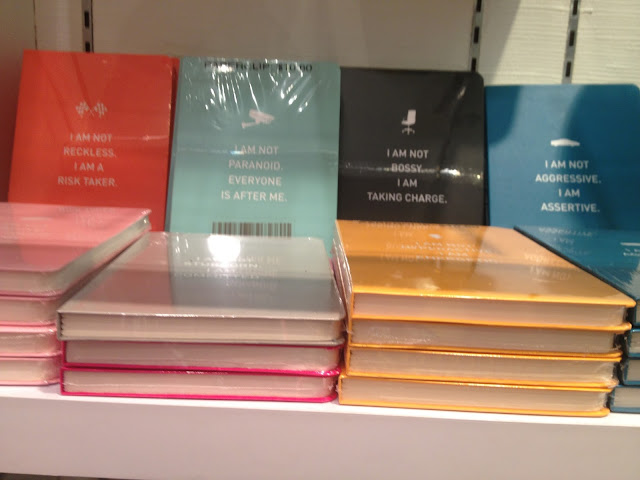 I AM NOT
RECKLESS.
I AM A
RISK TAKER.
I AM NOT
PARANOID.
EVERYONE
IS AFTER ME.
I AM NOT
BOSSY.
I AM
TAKING CHARGE.
I AM NOT
AGGRESSIVE.
I AM
ASSERTIVE.